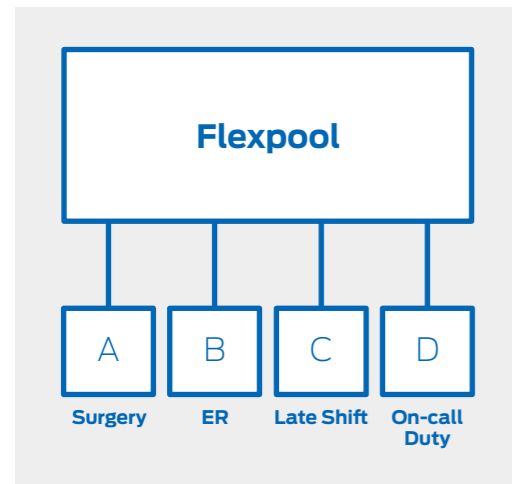 Flexpool
A
B
C
D
Surgery
ER
Late Shift
On-call
Duty